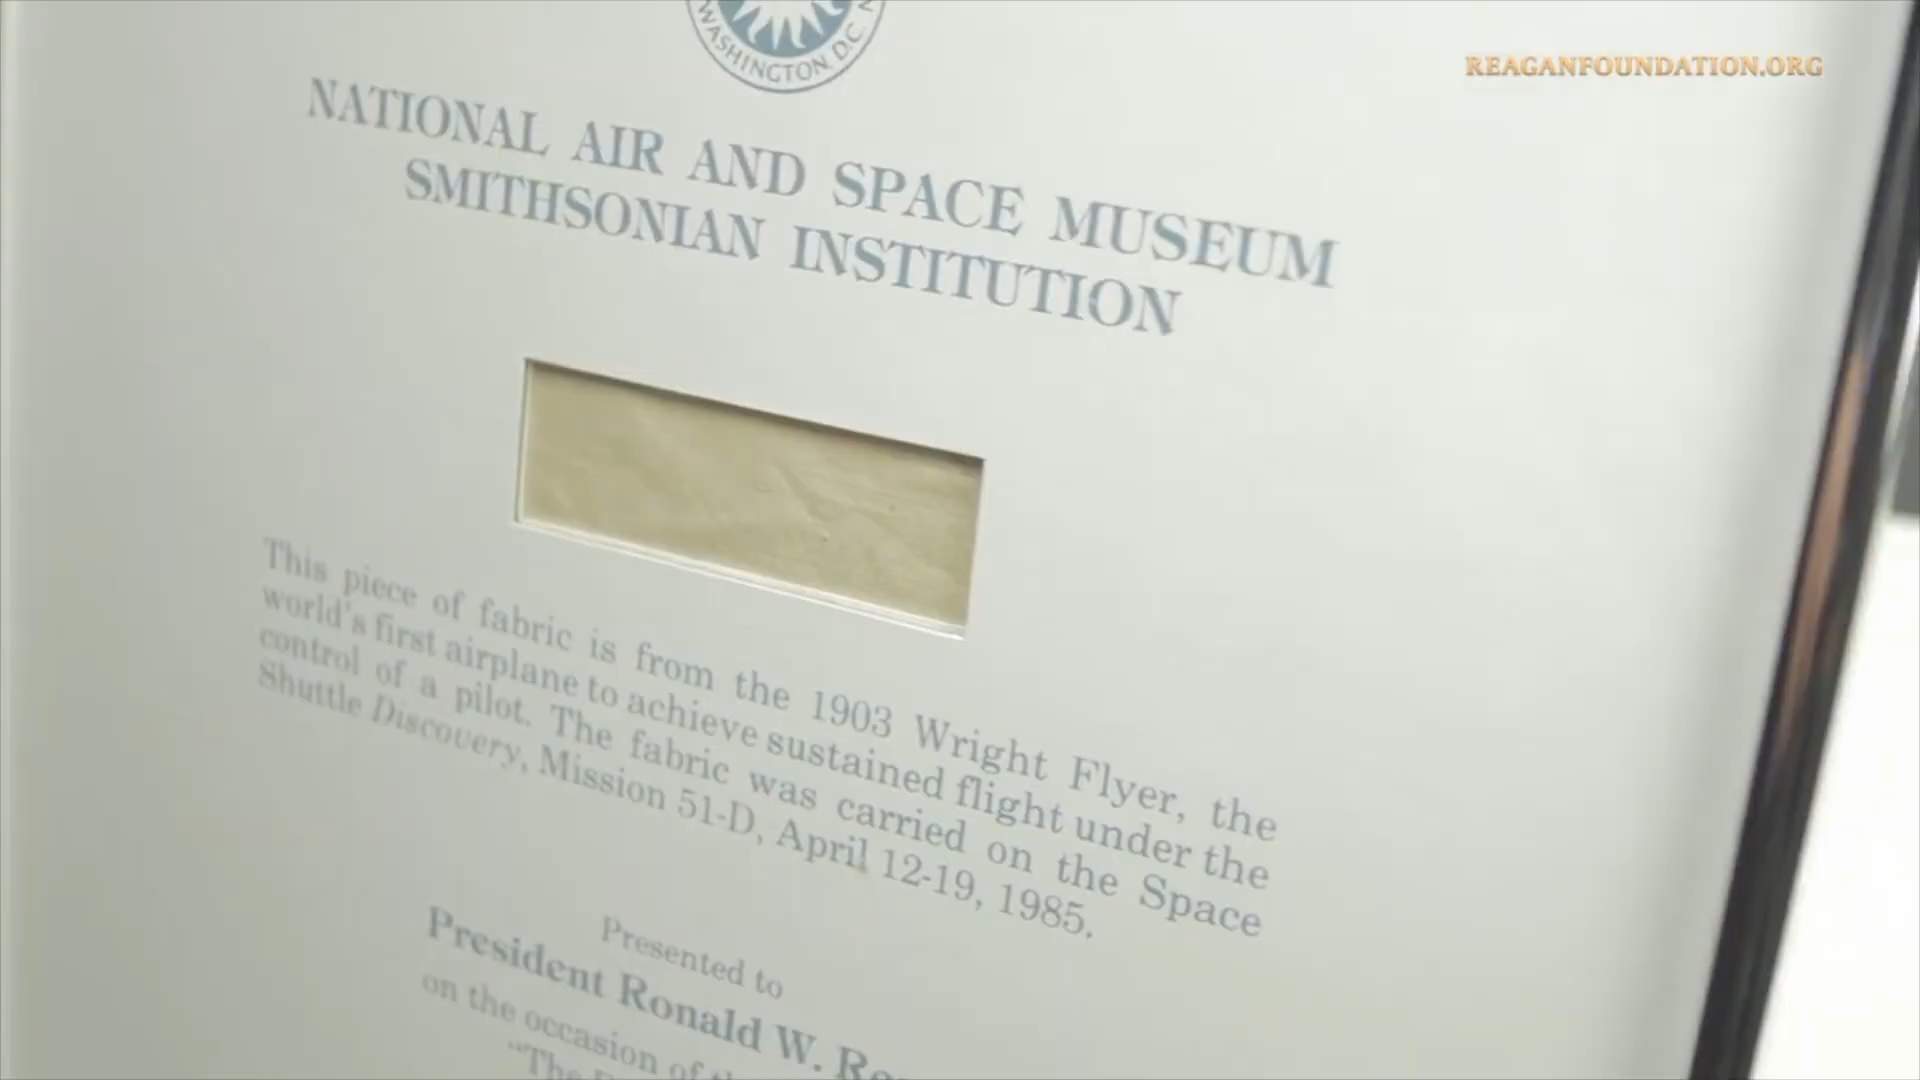 WASHINGTON, D.C.
REAGANFOUNDATION.ORG
NATIONAL AIR AND SPACE MUSEUM
SMITHSONIAN INSTITUTION
This piece of fabric is from the 1903 Wright Flyer, the
world's first airplane to achieve sustained flight under the
control of a pilot. The fabric was carried on the Space
Shuttle Discovery, Mission 51-D, April 12-19, 1985.
Presented to
President Ronald W.
on the occasion of
"The